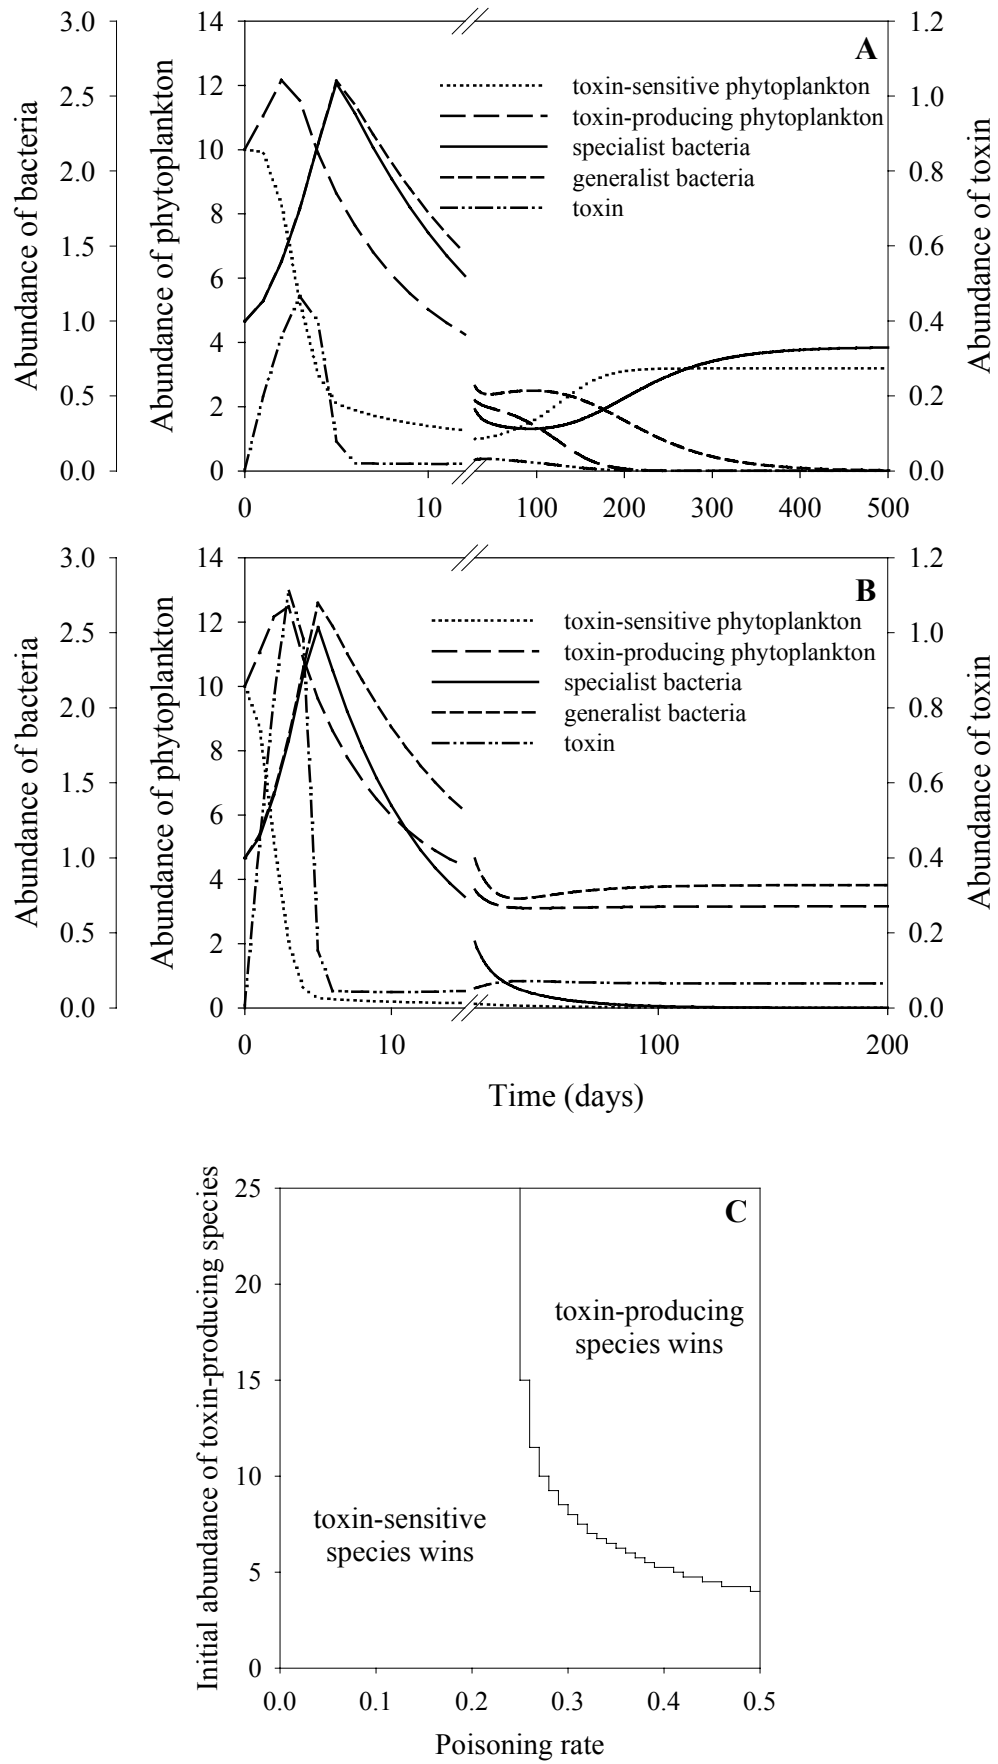 3.0
2.5
2.0
1.5
1.0
0.5
0.0
Abundance of bacteria
14
12
10
8
6
4
2
0
Abundance of phytoplankton
A
toxin-sensitive phytoplankton
toxin-producing phytoplankton
specialist bacteria
generalist bacteria
toxin
1.2
1.0
0.8
0.6
0.4
0.2
0.0
Abundance of toxin
0 10 100 200 300 400 500
3.0
2.5
2.0
1.5
1.0
0.5
0.0
Abundance of bacteria
14
12
10
8
6
4
2
0
Abundance of phytoplankton
B
toxin-sensitive phytoplankton
toxin-producing phytoplankton
specialist bacteria
generalist bacteria
toxin
1.2
1.0
0.8
0.6
0.4
0.2
0.0
Abundance of toxin
0 10 100 200
Time (days)
Initial abundance of toxin-producing species
25
20
15
10
5
0
C
toxin-producing
species wins
toxin-sensitive
species wins
0.0 0.1 0.2 0.3 0.4 0.5
Poisoning rate